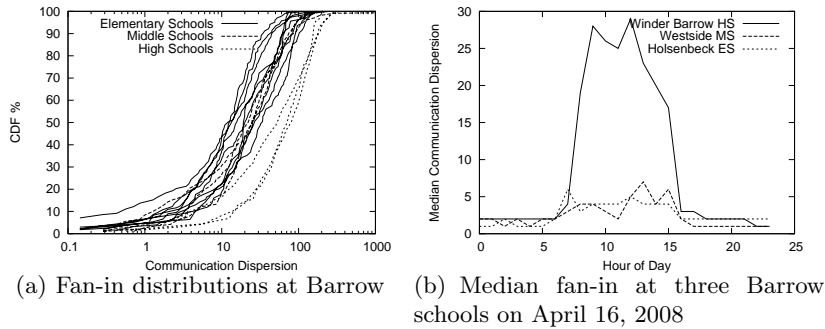 Elementary Schools
Middle Schools
High Schools
CDF %
100
90
80
70
60
50
40
30
20
10
0
0.1 1 10 100 1000
Communication Dispersion
(a) Fan-in distributions at Barrow
Winder Barrow HS
Westside MS
Holsenbeck ES
Median Communication Dispersion
30
25
20
15
10
5
0
0 5 10 15 20 25
Hour of Day
(b) Median fan-in at three Barrow
schools on April 16, 2008